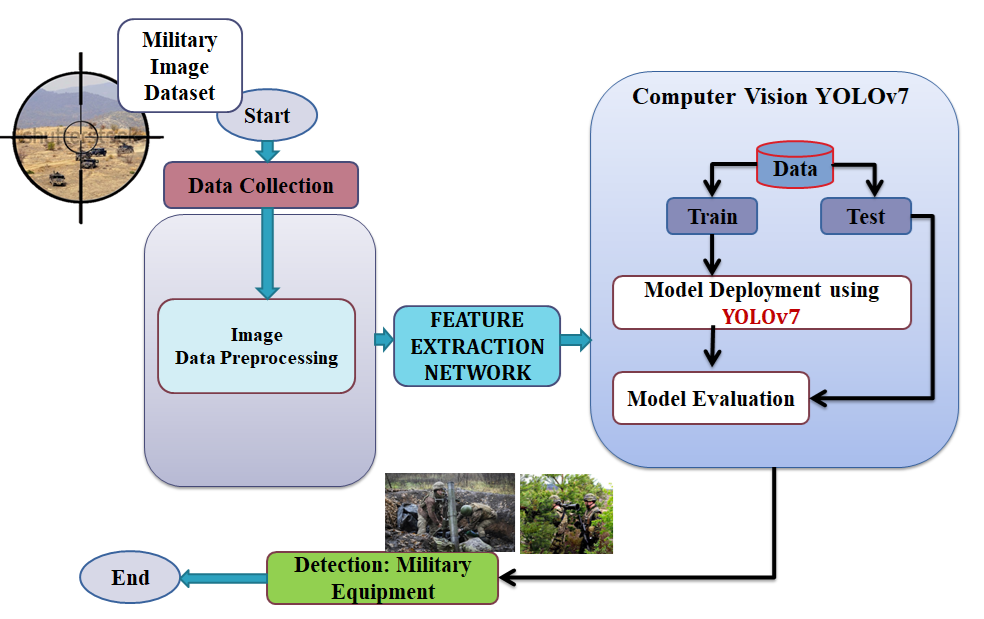 Military
Image
Dataset
Start
Data Collection
Image
Data Preprocessing
FEATURE
EXTRACTION
NETWORK
Computer Vision YOLOv7
Data
Train
Test
Model Deployment using
YOLOv7
Model Evaluation
Detection: Military
Equipment
End